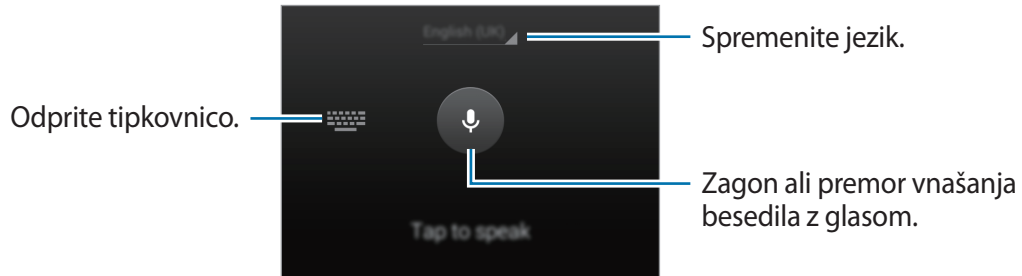 English (UK)
Spremenite jezik.
Odprite tipkovnico.
Zagon ali premor vnašanja
besedila z glasom.
Tap to speak